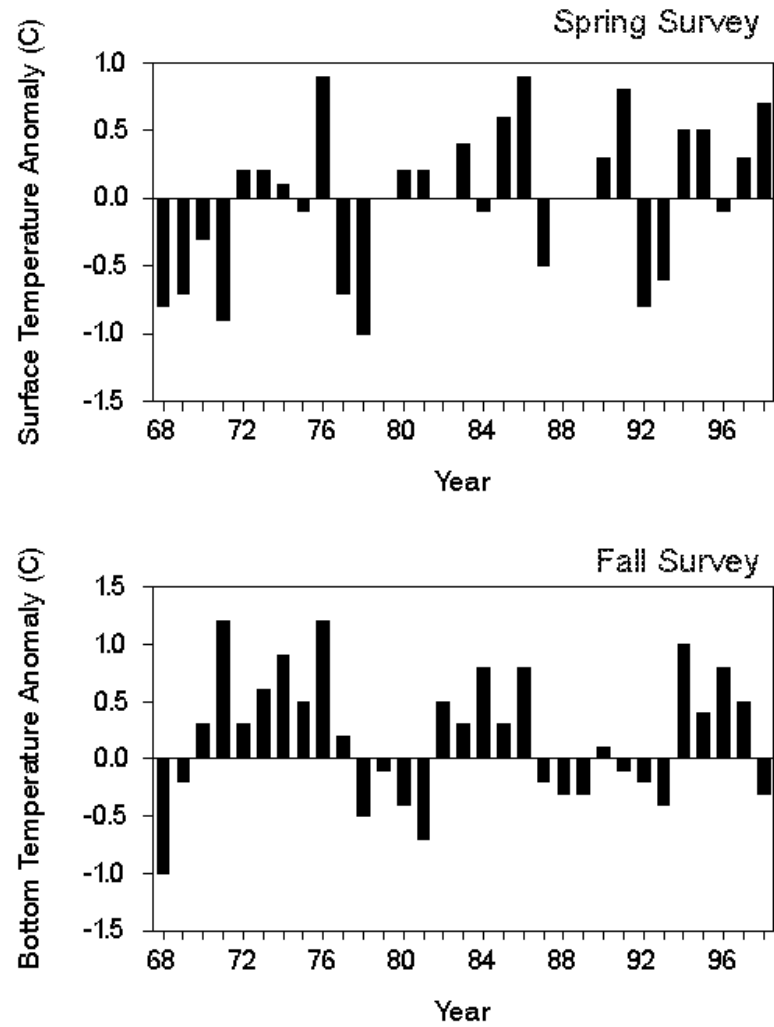 Spring Survey
Surface Temperature Anomaly (C)
1.0
0.5
0.0
-0.5
-1.0
-1.5
68 72 76 80 84 88 92 96
Year
Fall Survey
Bottom Temperature Anomaly (C)
1.5
1.0
0.5
0.0
-0.5
-1.0
-1.5
68 72 76 80 84 88 92 96
Year